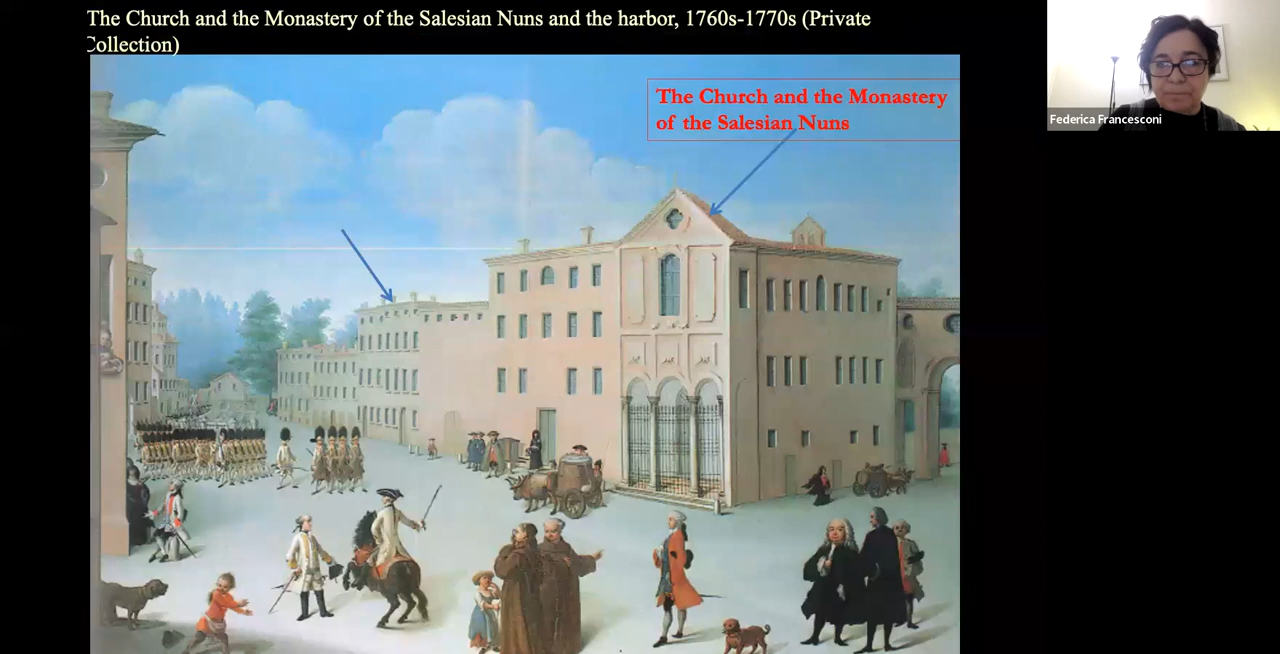 The Church and the Monastery of the Salesian Nuns and the harbor, 1760s-1770s (Private
Collection)
The Church and the Monastery
of the Salesian Nuns
Federica Francesconi